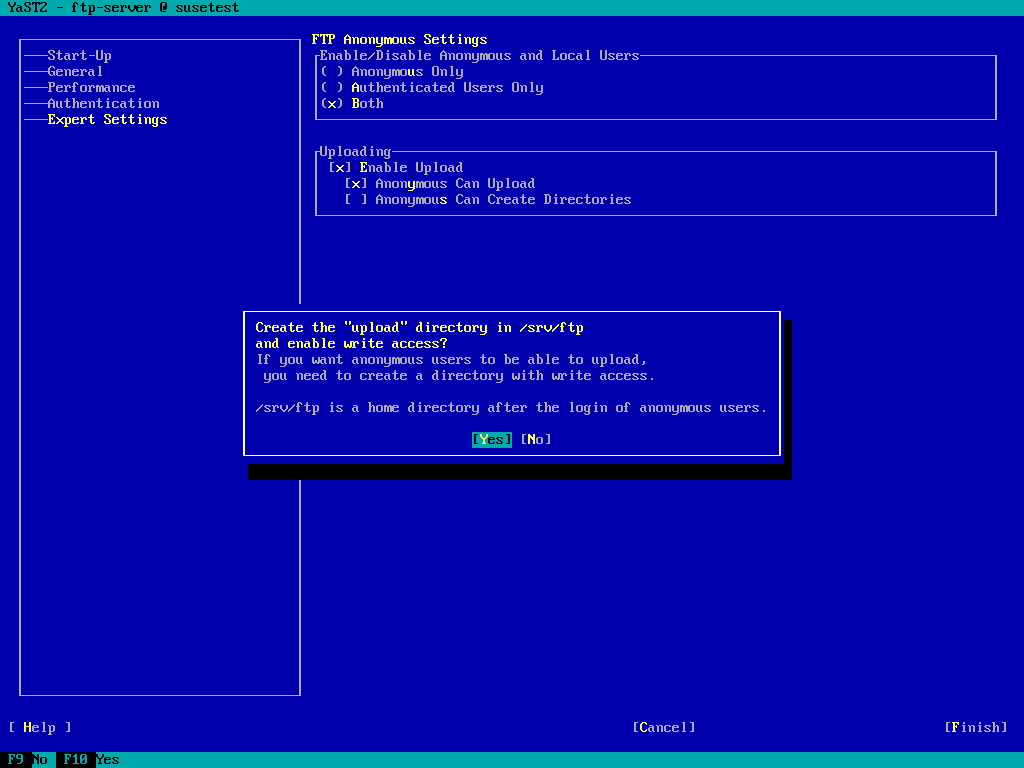 YaST2 - ftp-server @ susetest
Start-Up
General
Performance
Authentication
Expert Settings
FTP Anonymous Settings
Enable/Disable Anonymous and Local Users
( ) Anonymous Only
( ) Authenticated Users Only
(x) Both
Uploading
[x] Enable Upload
[x] Anonymous Can Upload
[ ] Anonymous Can Create Directories
Create the "upload" directory in /srv/ftp
and enable write access?
If you want anonymous users to be able to upload,
you need to create a directory with write access.
/srv/ftp is a home directory after the login of anonymous users.
[Yes] [No]
[ Help ] [Cancel] [Finish]
F9 No F10 Yes